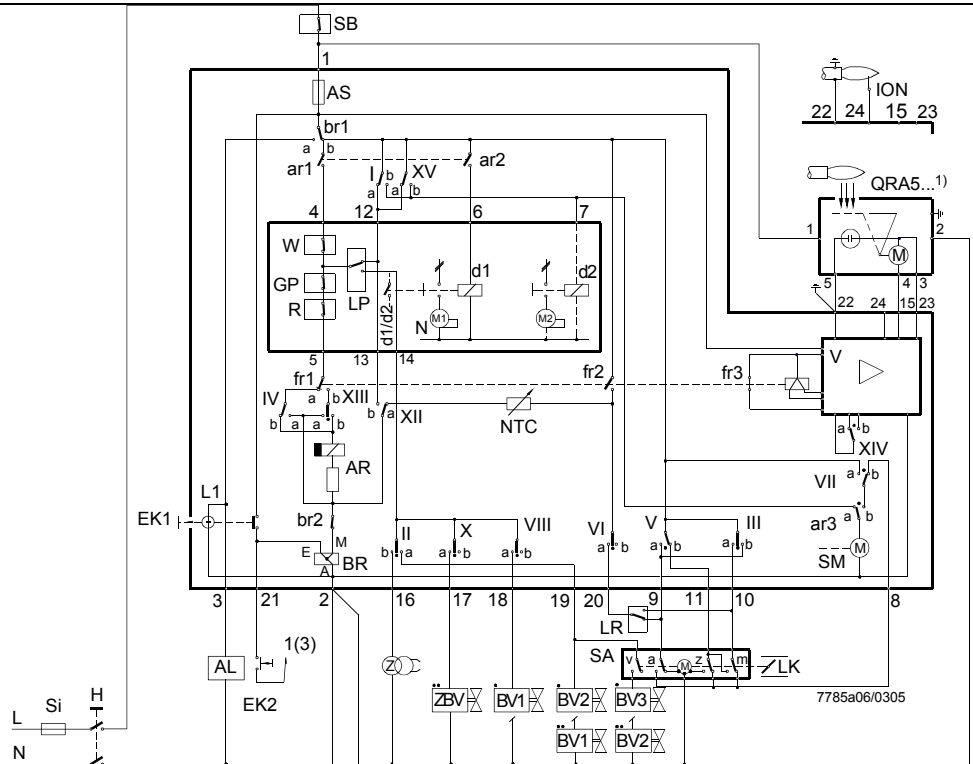 SB
1
AS
ION
22 24 15 23
br1
a b
ar1
ar2
I
b
a
XV
a b
QRA5...1)
4 12 6 7
1 2
M
5 4 3
W
GP
R
LP
d1/d2
d1
d2
N
M1
M2
22 24 15 23
V
5 13 14
fr1
a b
fr2
fr3
IV
b a
XIII
a b
b a
XII
NTC
a b
XIV
AR
VII
a b
L1
EK1
br2
M
E
A
BR
II
b a
X
a b
VIII
a b
VI
a b
V
a b
III
a b
ar3
a b
SM
M
3 21 2 16 17 18 19 20 9 11 10 8
LR
AL
1(3)
EK2
Z
SA
v a M z m
LK
ZBV
BV1
BV2
BV3
BV1
BV2
7785a06/0305
L
Si
H
N